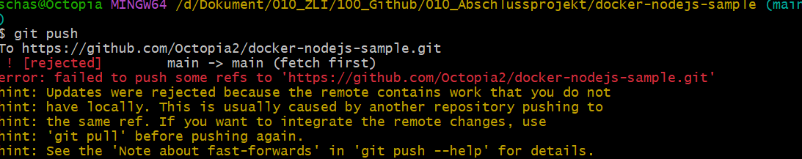 schas@Octopia MINGW64 /d/Dokument/010_ZLI/100_Github/010_Abschlussprojekt/docker-nodejs-sample (main
)
$ git push
To https://github.com/Octopia2/docker-nodejs-sample.git
 ! [rejected]        main -> main (fetch first)
error: failed to push some refs to 'https://github.com/Octopia2/docker-nodejs-sample.git'
hint: Updates were rejected because the remote contains work that you do not
hint: have locally. This is usually caused by another repository pushing to
hint: the same ref. If you want to integrate the remote changes, use
hint: 'git pull' before pushing again.
hint: See the 'Note about fast-forwards' in 'git push --help' for details.